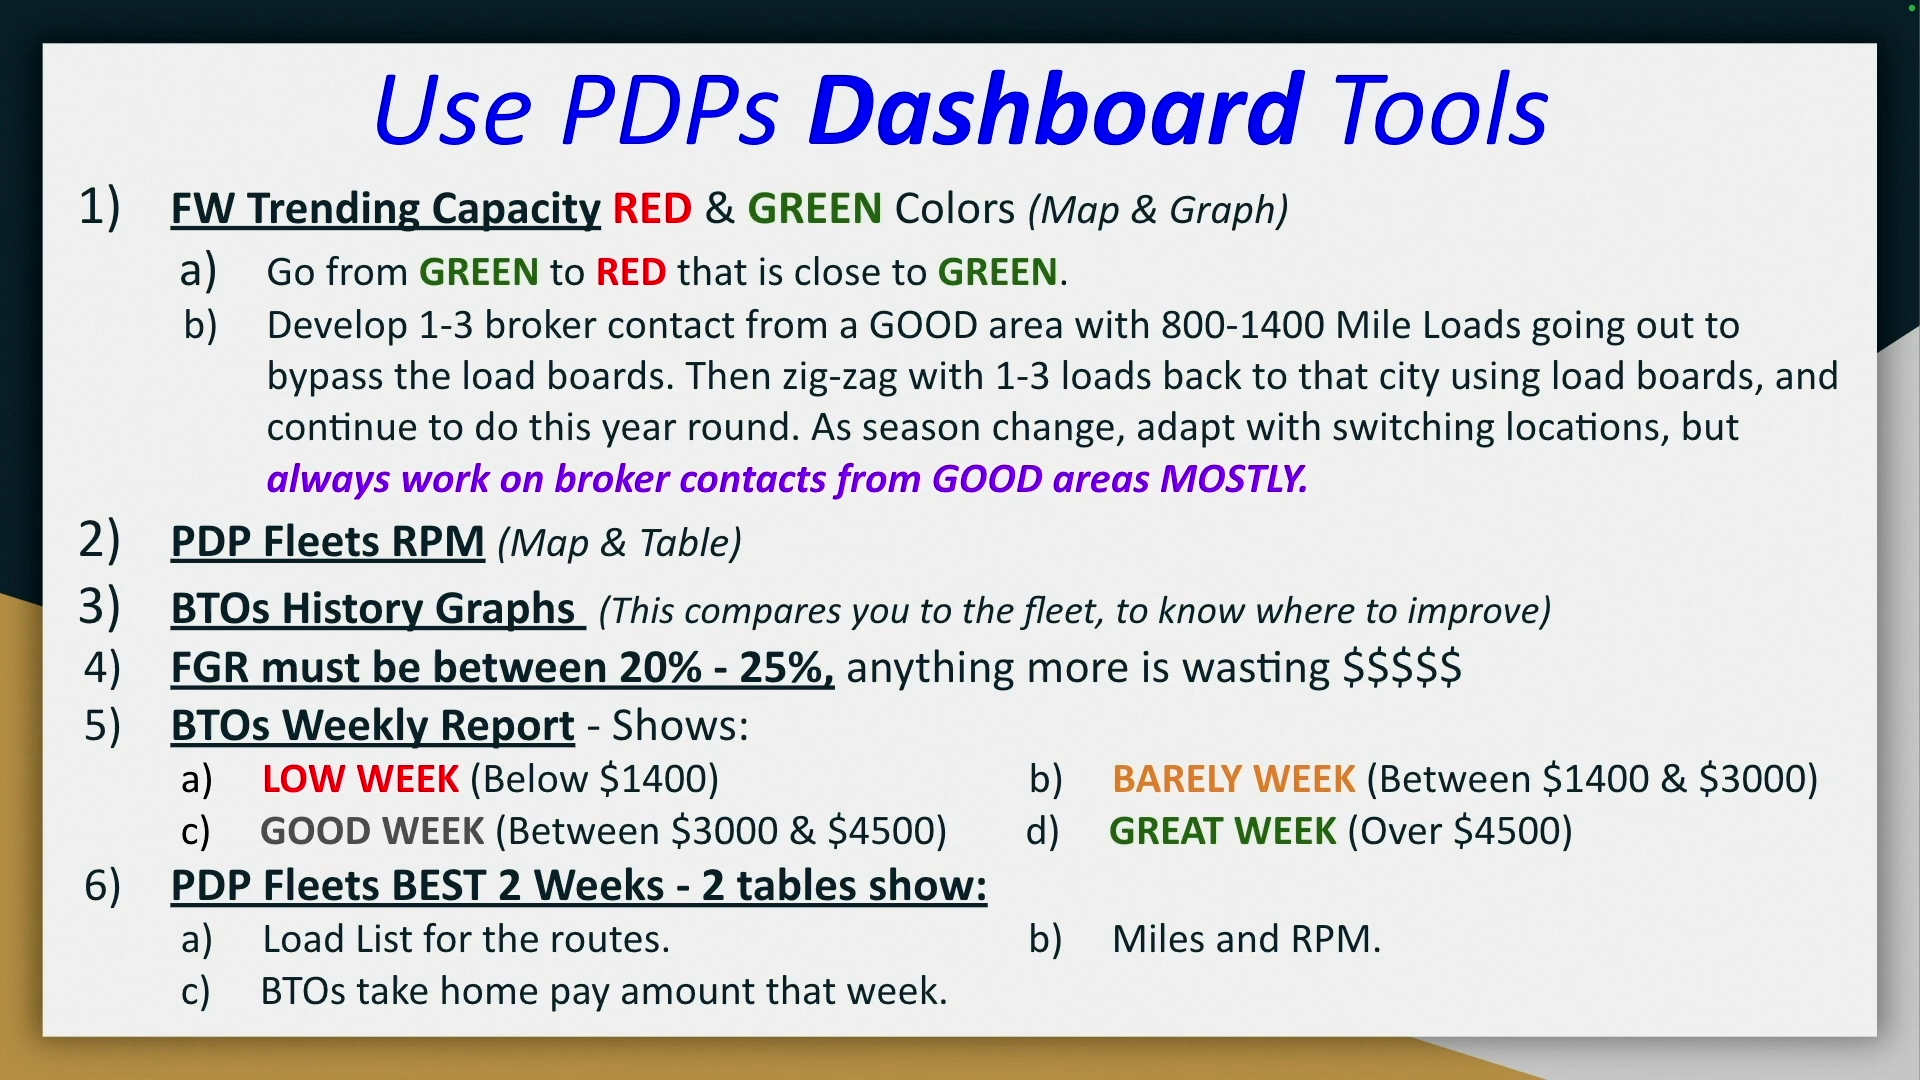 Use PDPs Dashboard Tools
1) FW Trending Capacity RED & GREEN Colors (Map & Graph)
a) Go from GREEN to RED that is close to GREEN.
b) Develop 1-3 broker contact from a GOOD area with 800-1400 Mile Loads going out to
bypass the load boards. Then zig-zag with 1-3 loads back to that city using load boards, and
continue to do this year round. As season change, adapt with switching locations, but
always work on broker contacts from GOOD areas MOSTLY.
2) PDP Fleets RPM (Map & Table)
3) BTOs History Graphs (This compares you to the fleet, to know where to improve)
4) FGR must be between 20% - 25%, anything more is wasting $$$$$
5) BTOs Weekly Report - Shows:
a) LOW WEEK (Below $1400) b) BARELY WEEK (Between $1400 & $3000)
c) GOOD WEEK (Between $3000 & $4500) d) GREAT WEEK (Over $4500)
6) PDP Fleets BEST 2 Weeks - 2 tables show:
a) Load List for the routes. b) Miles and RPM.
c) BTOs take home pay amount that week.